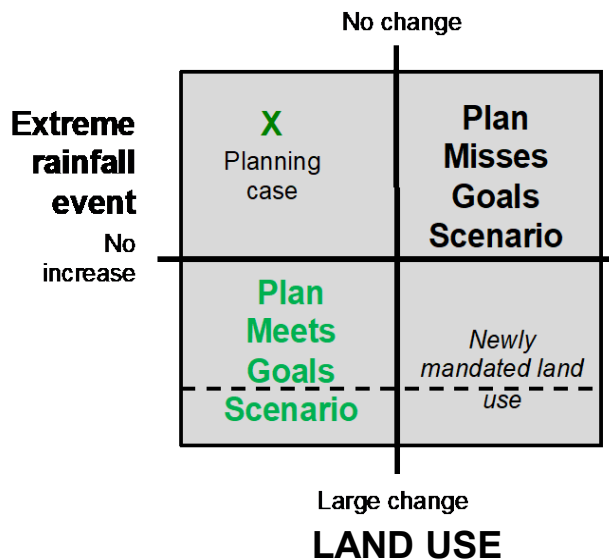 No change
Extreme
rainfall
event
No
increase
X
Planning
case
Plan
Misses
Goals
Scenario
Plan
Meets
Goals
Scenario
Newly
mandated land
use
Large change
LAND USE